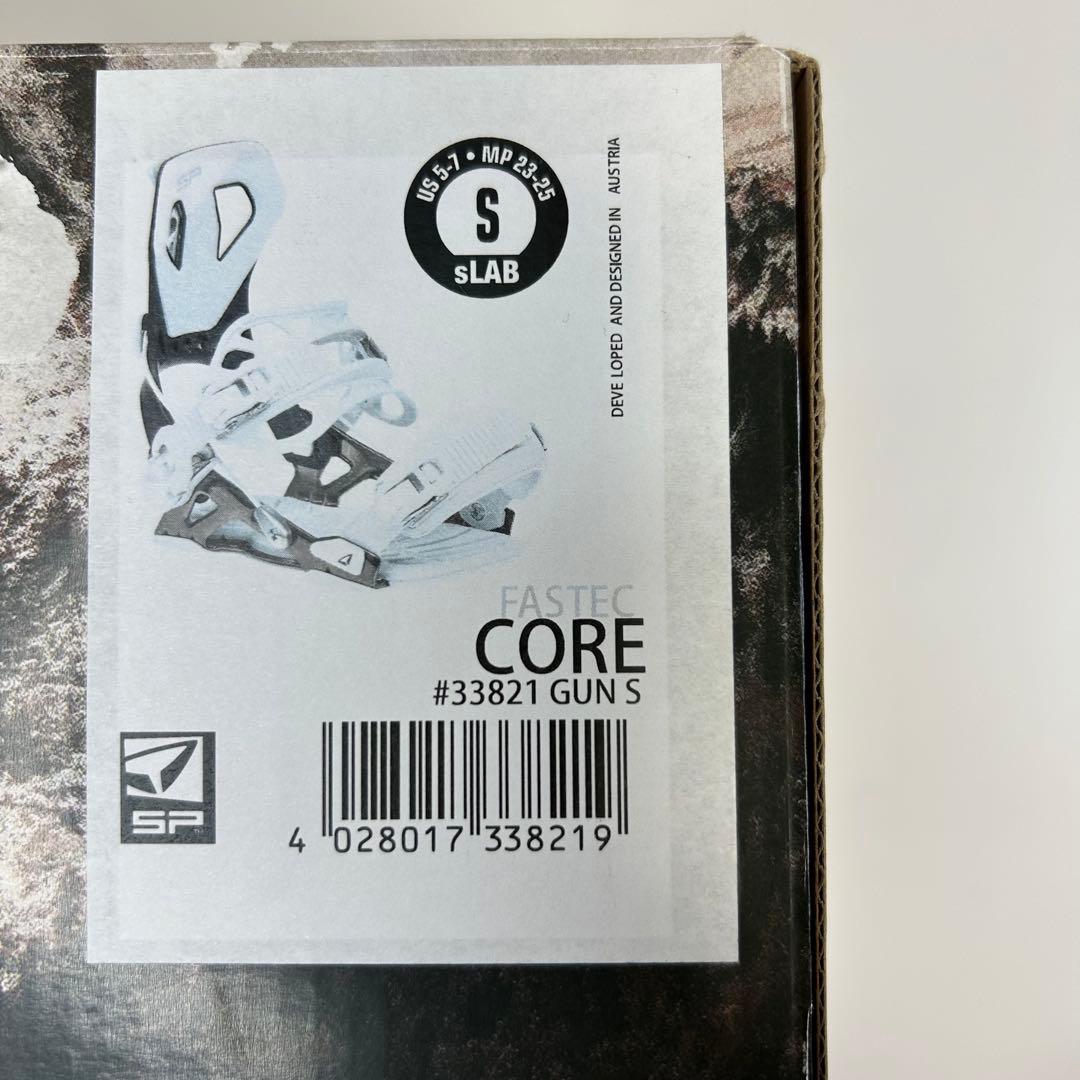 SP
US 5-7 • MP 23-25
S
sLAB
DEVE LOPED AND DESIGNED IN AUSTRIA
FASTEC
CORE
#33821 GUN S
SP
4 028017 338219